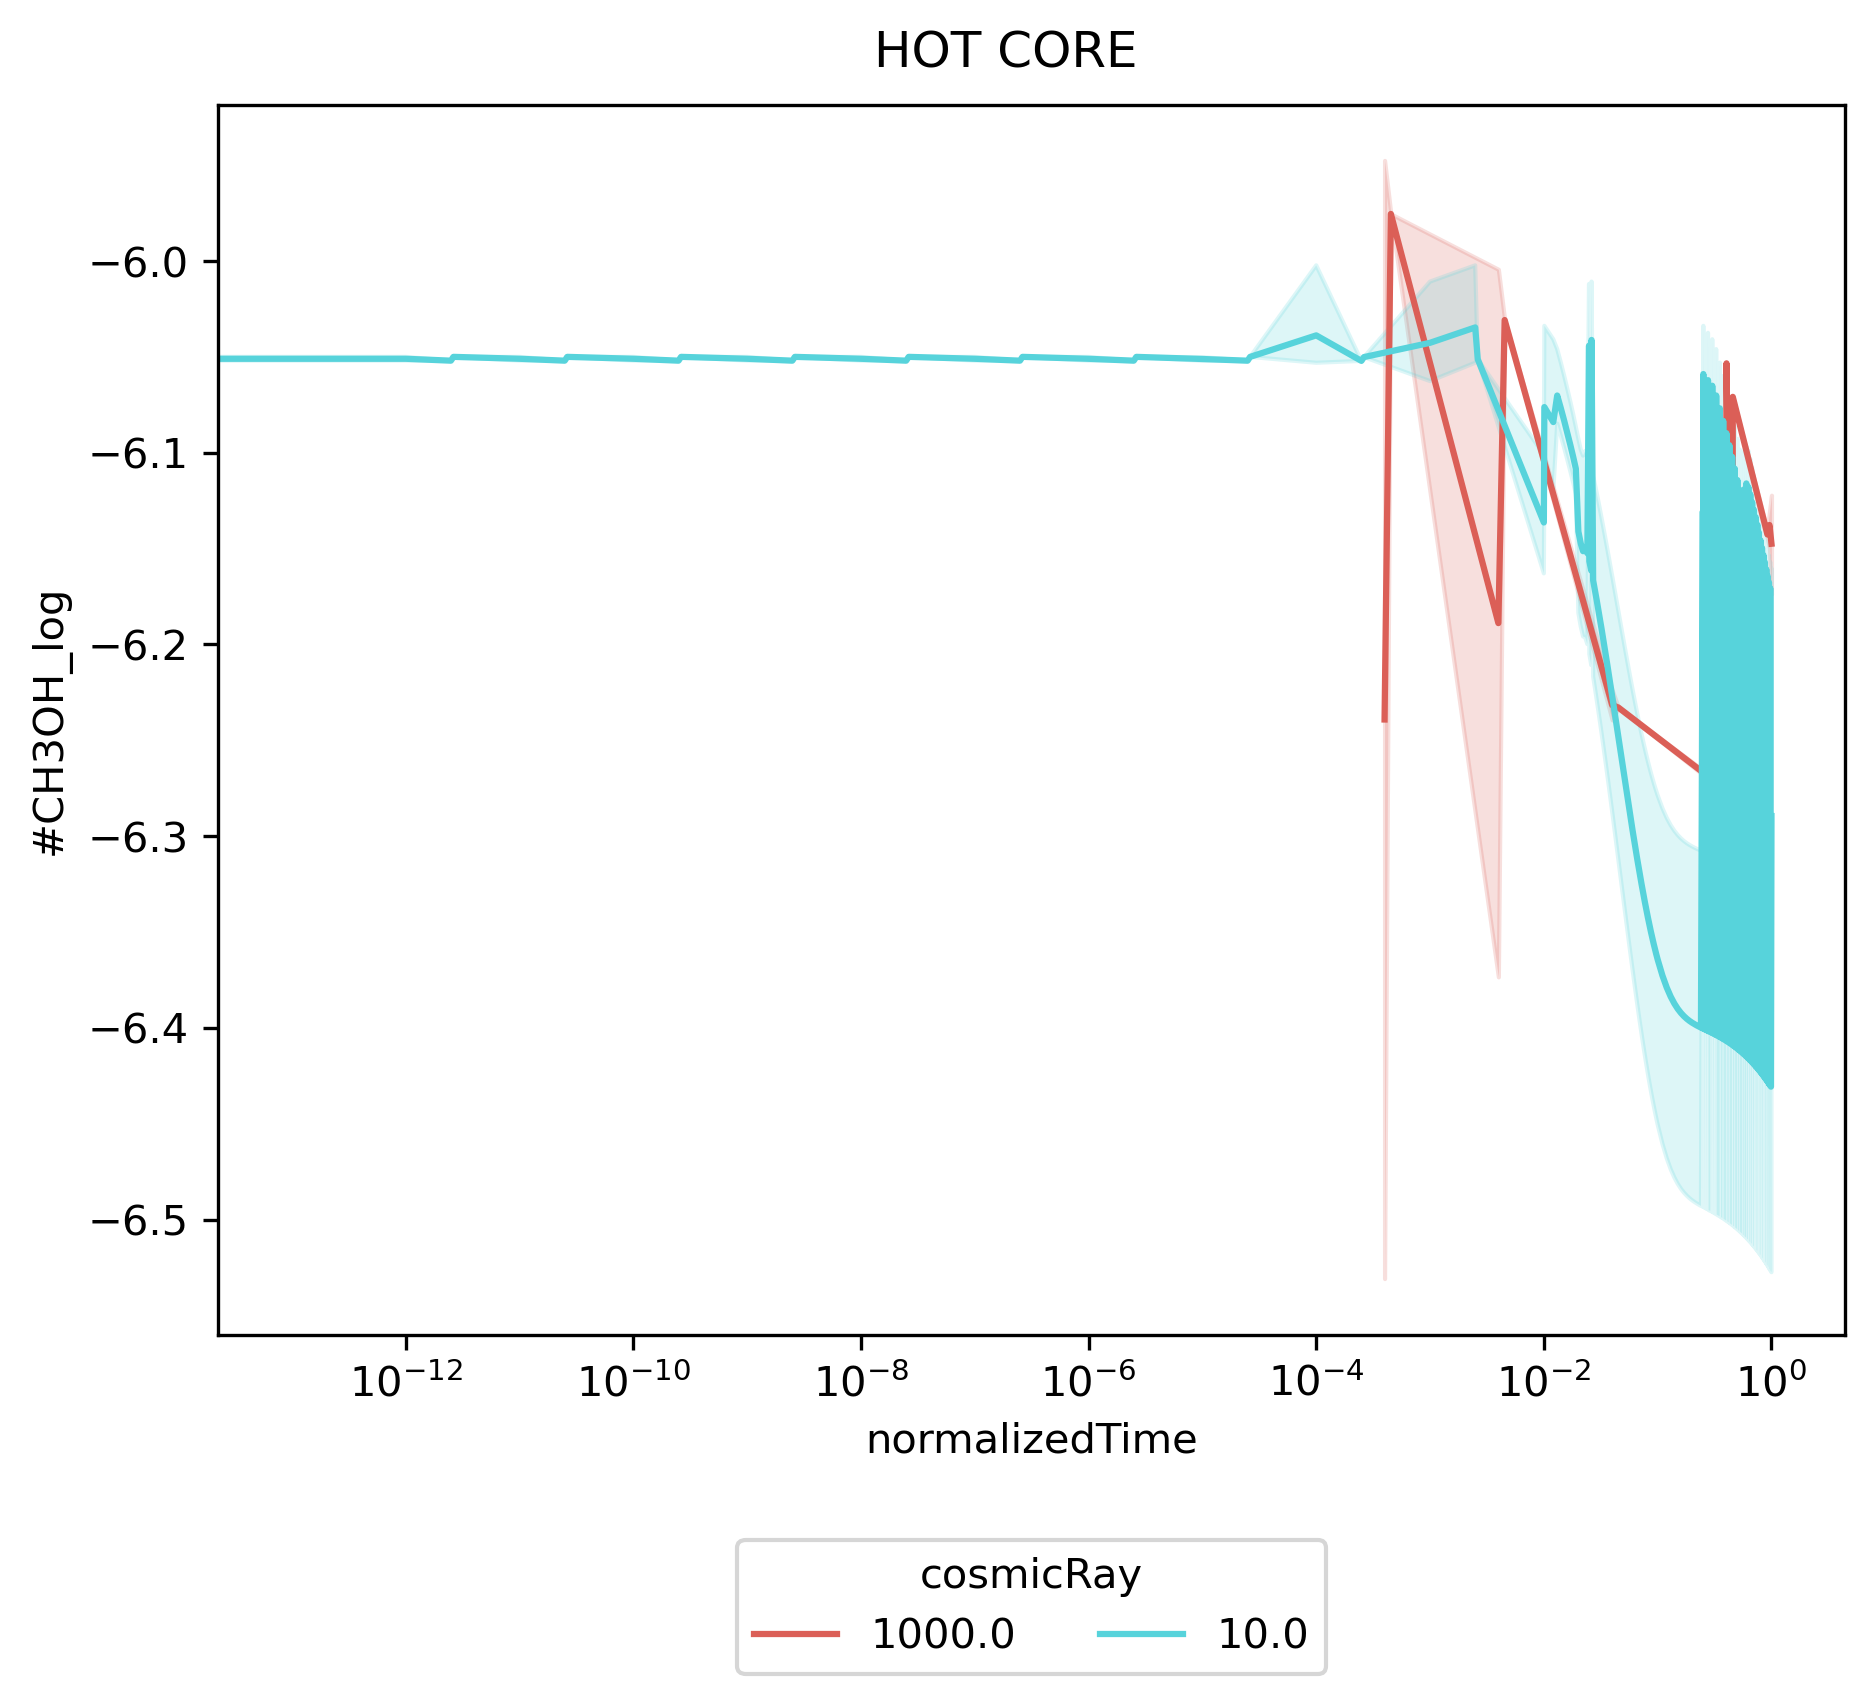 HOT CORE
#CH3OH_log
−6.0
−6.1
−6.2
−6.3
−6.4
−6.5
10⁻¹² 10⁻¹⁰ 10⁻⁸ 10⁻⁶ 10⁻⁴ 10⁻² 10⁰
normalizedTime
cosmicRay
1000.0 10.0